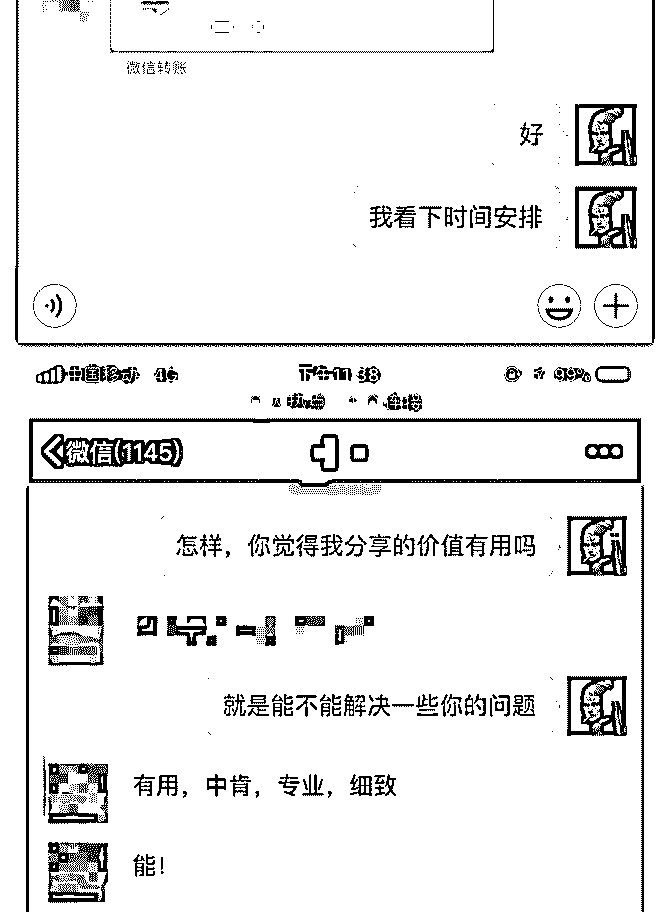 微信转账
好
我看下时间安排
中国移动 4G
下午11:38
99%
微信(1145)
怎样，你觉得我分享的价值有用吗
就是能不能解决一些你的问题
有用，中肯，专业，细致
能！